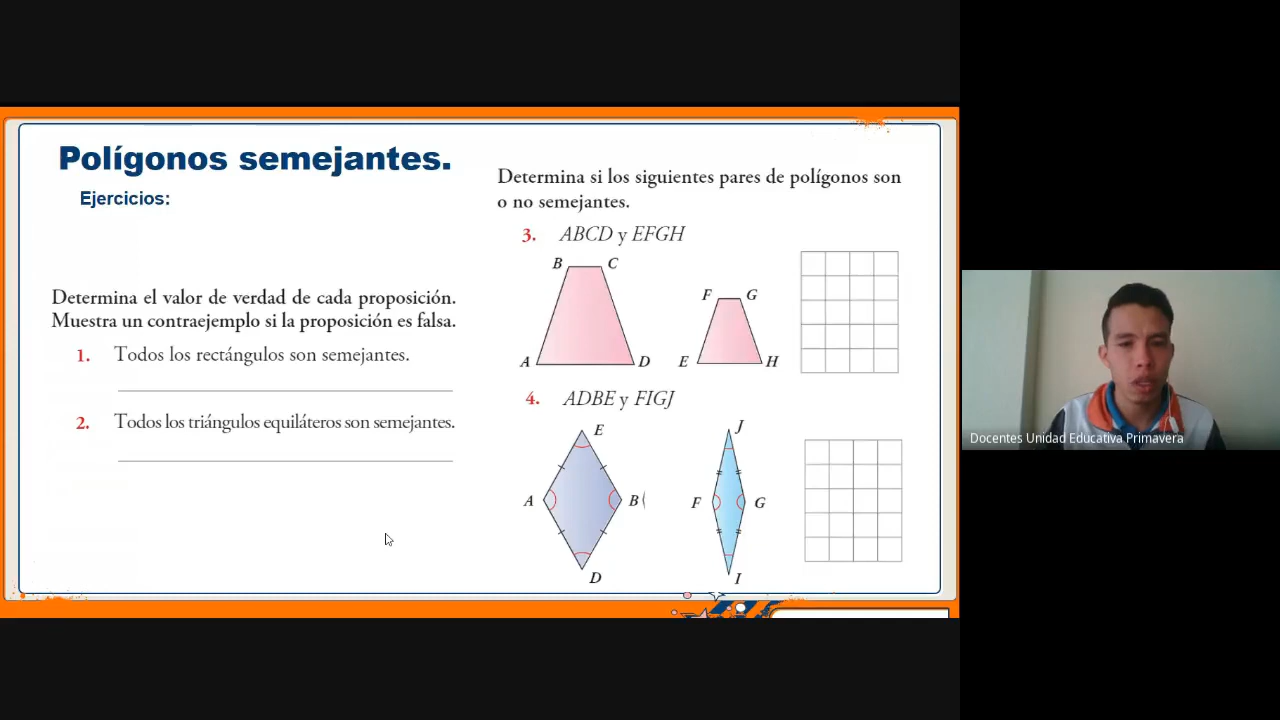 Polígonos semejantes.
Ejercicios:
Determina el valor de verdad de cada proposición.
Muestra un contraejemplo si la proposición es falsa.
1. Todos los rectángulos son semejantes.
2. Todos los triángulos equiláteros son semejantes.
Determina si los siguientes pares de polígonos son
o no semejantes.
3. ABCD y EFGH
B C
F G
A D E H
4. ADBE y FIGJ
E J
A B ( F G
D I
Docentes Unidad Educativa Primavera